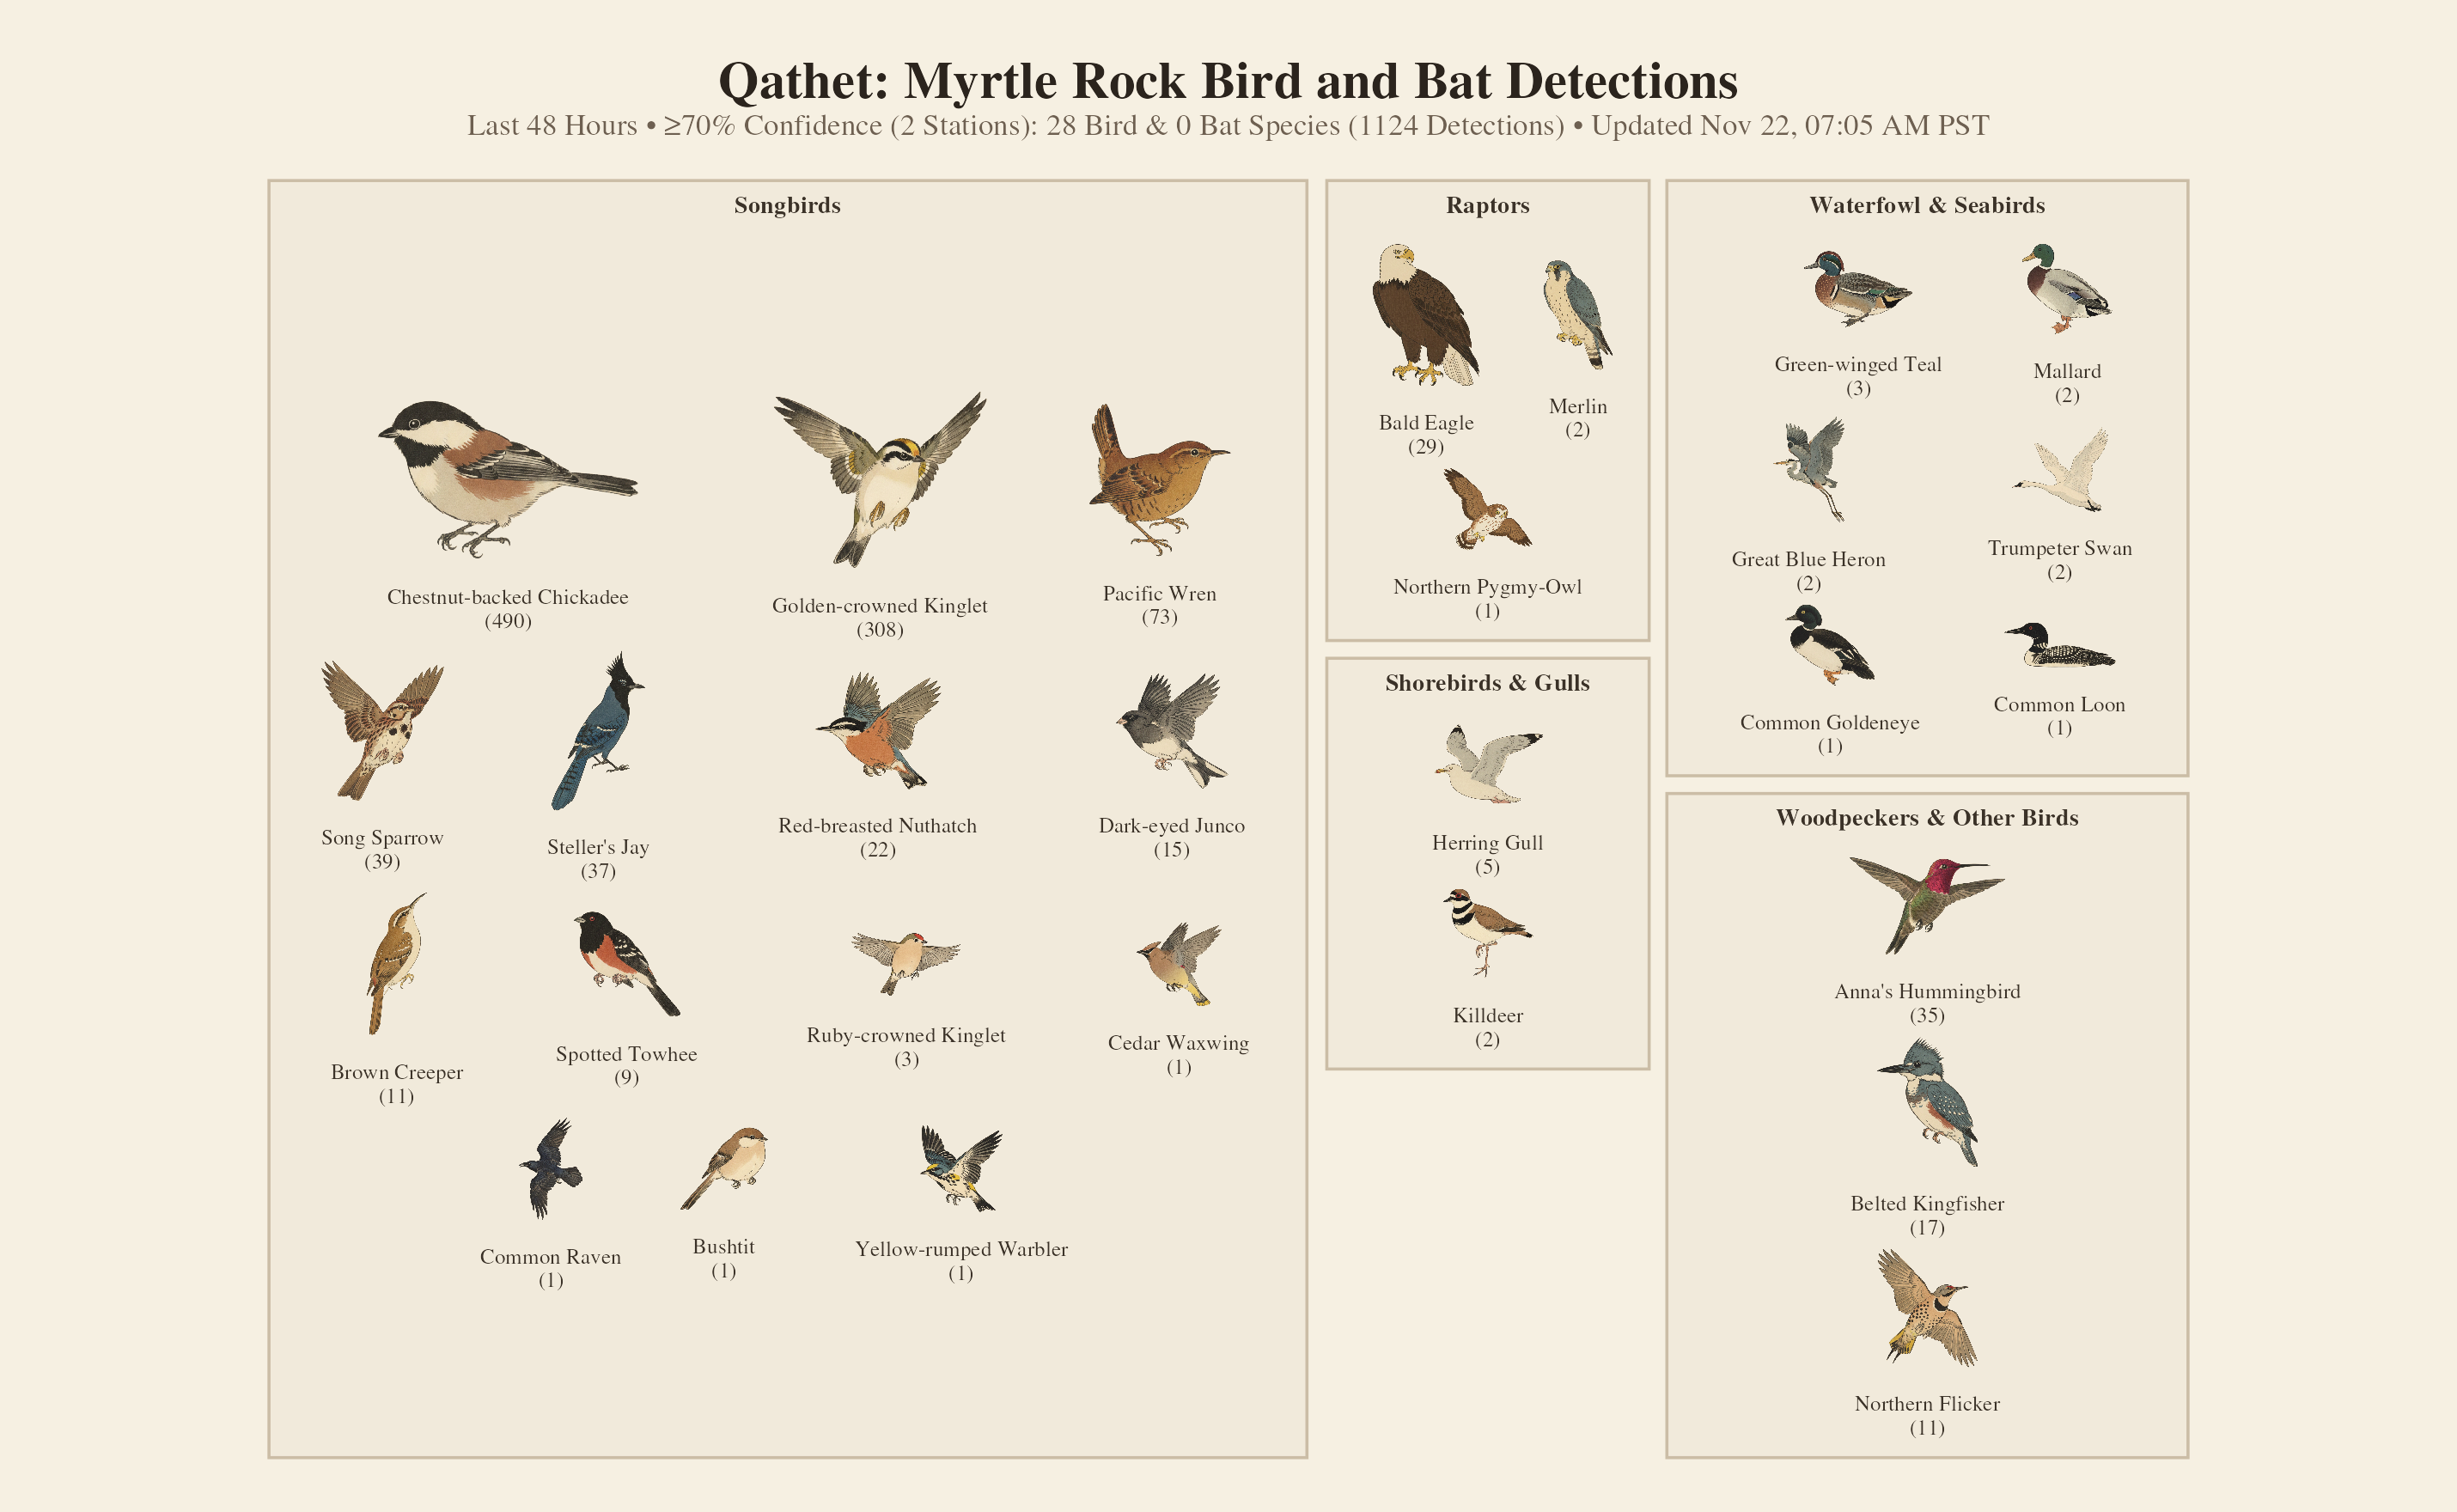 Qathet: Myrtle Rock Bird and Bat Detections
Last 48 Hours • ≥70% Confidence (2 Stations): 28 Bird & 0 Bat Species (1124 Detections) • Updated Nov 22, 07:05 AM PST
Songbirds
Chestnut-backed Chickadee
(490)
Golden-crowned Kinglet
(308)
Pacific Wren
(73)
Song Sparrow
(39)
Steller's Jay
(37)
Red-breasted Nuthatch
(22)
Dark-eyed Junco
(15)
Brown Creeper
(11)
Spotted Towhee
(9)
Ruby-crowned Kinglet
(3)
Cedar Waxwing
(1)
Common Raven
(1)
Bushtit
(1)
Yellow-rumped Warbler
(1)
Raptors
Bald Eagle
(29)
Merlin
(2)
Northern Pygmy-Owl
(1)
Shorebirds & Gulls
Herring Gull
(5)
Killdeer
(2)
Waterfowl & Seabirds
Green-winged Teal
(3)
Mallard
(2)
Great Blue Heron
(2)
Trumpeter Swan
(2)
Common Goldeneye
(1)
Common Loon
(1)
Woodpeckers & Other Birds
Anna's Hummingbird
(35)
Belted Kingfisher
(17)
Northern Flicker
(11)